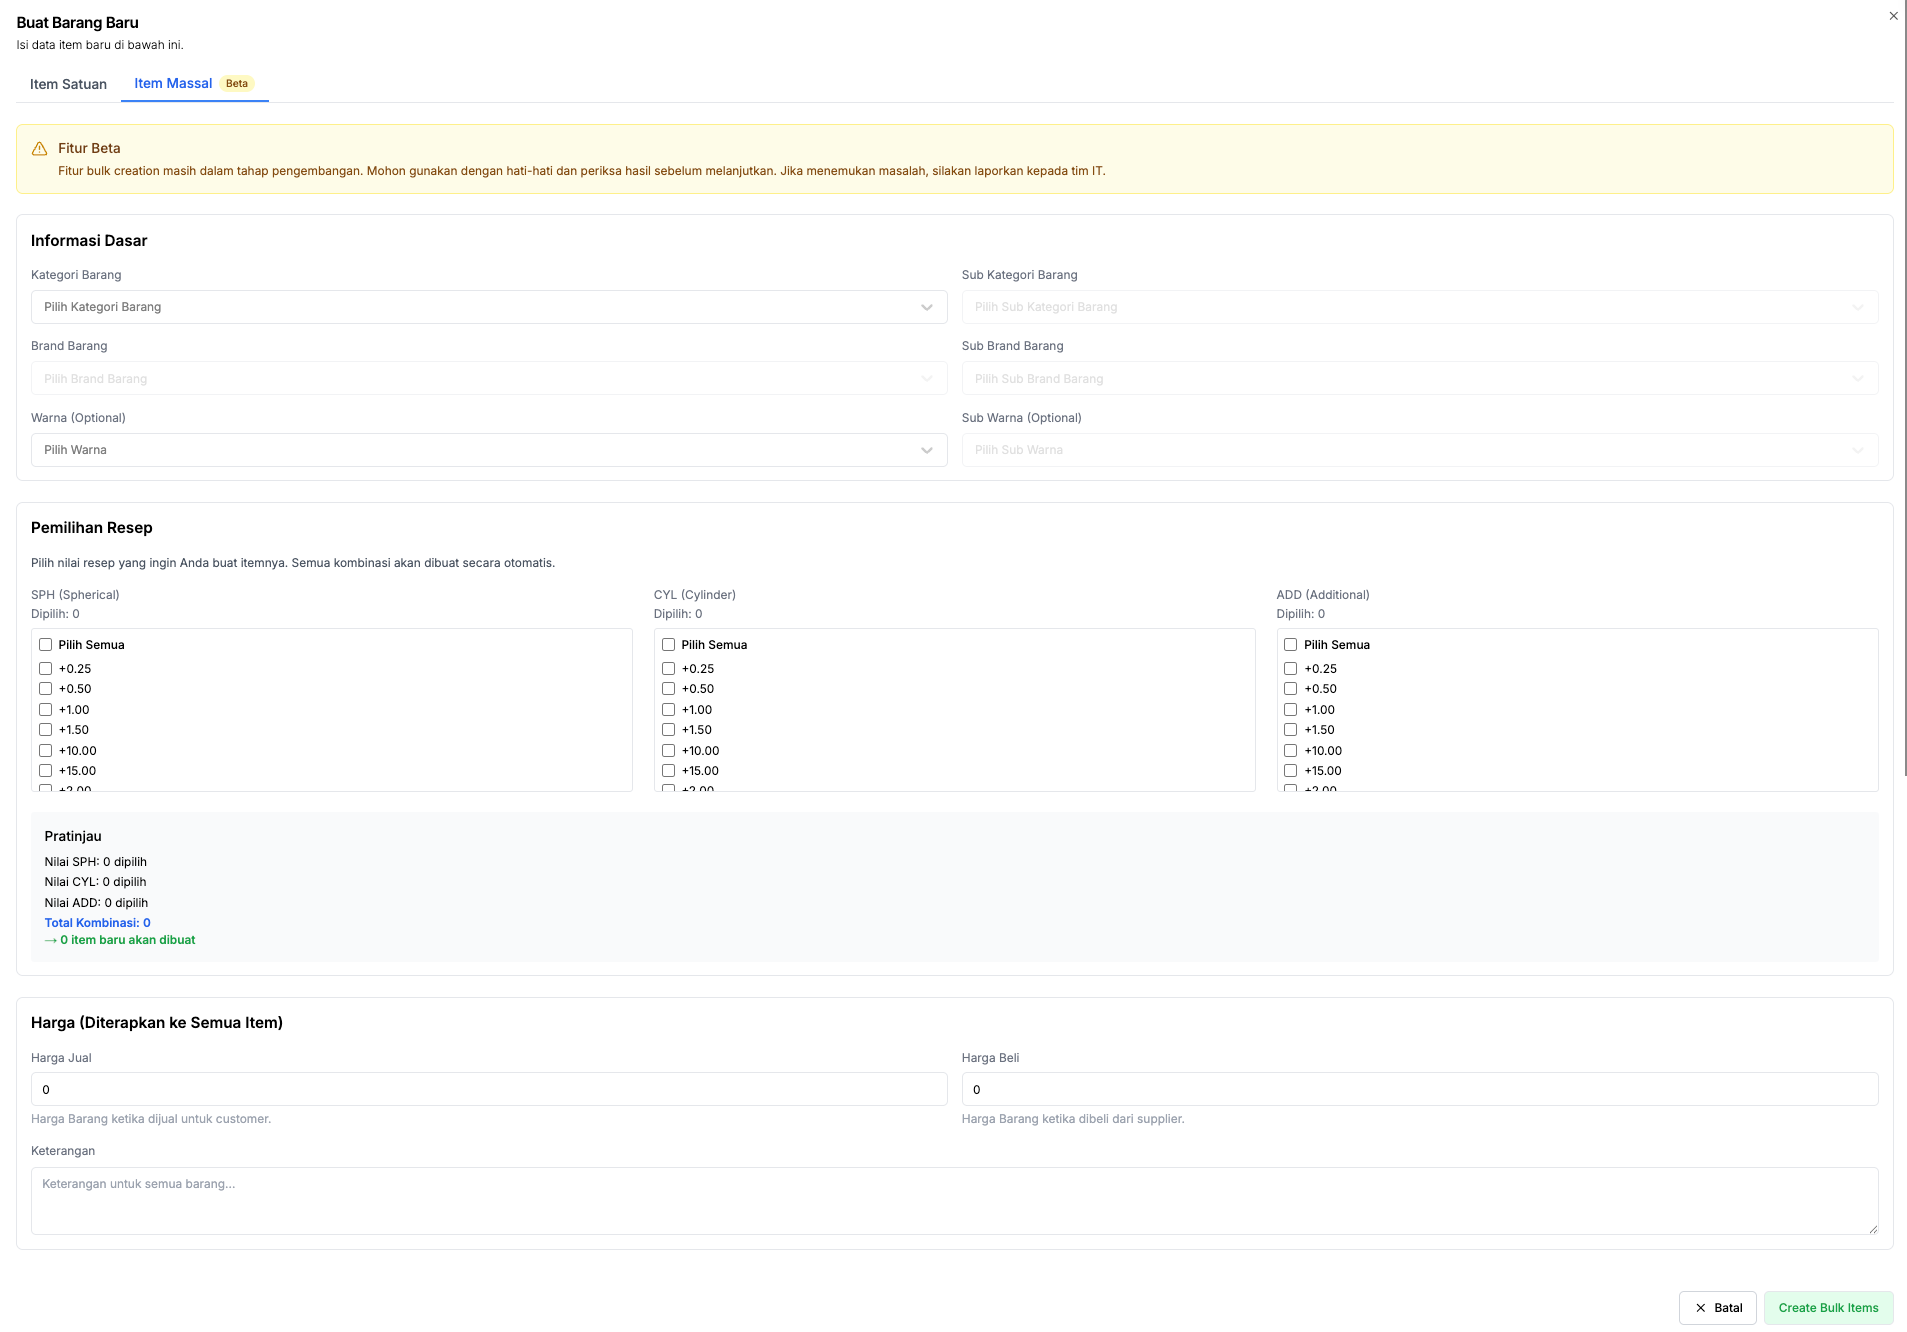 Buat Barang Baru
Isi data item baru di bawah ini.
Item Satuan
Item Massal
Beta
Fitur Beta
Fitur bulk creation masih dalam tahap pengembangan. Mohon gunakan dengan hati-hati dan periksa hasil sebelum melanjutkan. Jika menemukan masalah, silakan laporkan kepada tim IT.
Informasi Dasar
Kategori Barang
Pilih Kategori Barang
Sub Kategori Barang
Pilih Sub Kategori Barang
Brand Barang
Pilih Brand Barang
Sub Brand Barang
Pilih Sub Brand Barang
Warna (Optional)
Pilih Warna
Sub Warna (Optional)
Pilih Sub Warna
Pemilihan Resep
Pilih nilai resep yang ingin Anda buat itemnya. Semua kombinasi akan dibuat secara otomatis.
SPH (Spherical)
Dipilih: 0
Pilih Semua
+0.25
+0.50
+1.00
+1.50
+10.00
+15.00
+2.00
CYL (Cylinder)
Dipilih: 0
Pilih Semua
+0.25
+0.50
+1.00
+1.50
+10.00
+15.00
+2.00
ADD (Additional)
Dipilih: 0
Pilih Semua
+0.25
+0.50
+1.00
+1.50
+10.00
+15.00
+2.00
Pratinjau
Nilai SPH: 0 dipilih
Nilai CYL: 0 dipilih
Nilai ADD: 0 dipilih
Total Kombinasi: 0
→ 0 item baru akan dibuat
Harga (Diterapkan ke Semua Item)
Harga Jual
0
Harga Barang ketika dijual untuk customer.
Harga Beli
0
Harga Barang ketika dibeli dari supplier.
Keterangan
Keterangan untuk semua barang...
Batal
Create Bulk Items